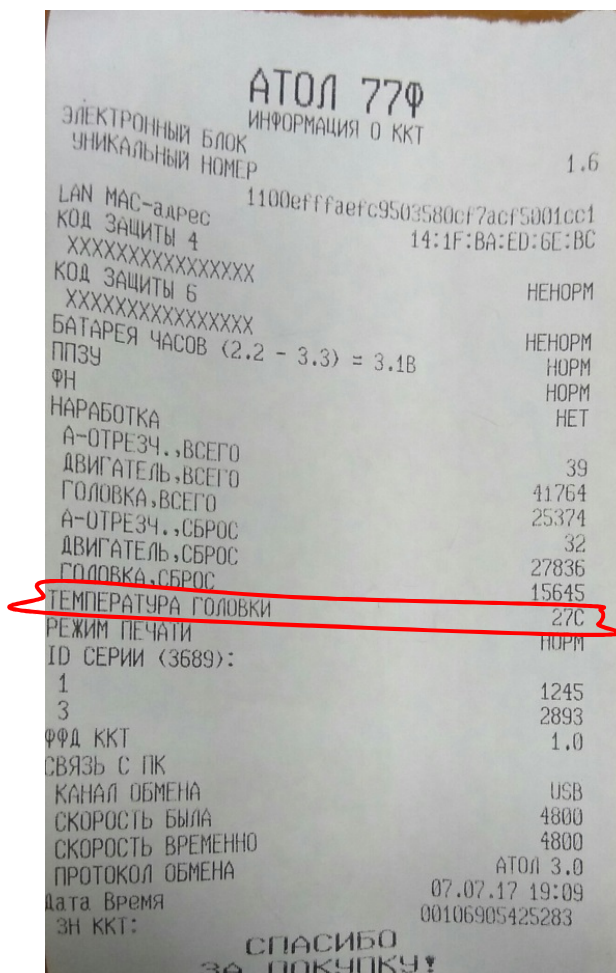 АТОЛ 77Ф
ИНФОРМАЦИЯ О ККТ
ЭЛЕКТРОННЫЙ БЛОК 1.6
УНИКАЛЬНЫЙ НОМЕР
1100efffaefc9503580cf7acf5001cc1
LAN MAC-адрес 14:1F:BA:ED:6E:BC
КОД ЗАЩИТЫ 4
XXXXXXXXXXXXXXXX НЕНОРМ
КОД ЗАЩИТЫ 6
XXXXXXXXXXXXXXXX НЕНОРМ
БАТАРЕЯ ЧАСОВ (2.2 - 3.3) = 3.1В НОРМ
ППЗУ НОРМ
ФН НЕТ
НАРАБОТКА
А-ОТРЕЗЧ.,ВСЕГО 39
ДВИГАТЕЛЬ,ВСЕГО 41764
ГОЛОВКА,ВСЕГО 25374
А-ОТРЕЗЧ.,СБРОС 32
ДВИГАТЕЛЬ,СБРОС 27836
ГОЛОВКА,СБРОС 15645
ТЕМПЕРАТУРА ГОЛОВКИ 27С
РЕЖИМ ПЕЧАТИ НОРМ
ID СЕРИИ (3689):
1 1245
3 2893
ФФД ККТ 1.0
СВЯЗЬ С ПК
КАНАЛ ОБМЕНА USB
СКОРОСТЬ БЫЛА 4800
СКОРОСТЬ ВРЕМЕННО 4800
ПРОТОКОЛ ОБМЕНА АТОЛ 3.0
Дата Время 07.07.17 19:09
ЗН ККТ: 00106905425283
СПАСИБО
ЗА ПОКУПКУ!